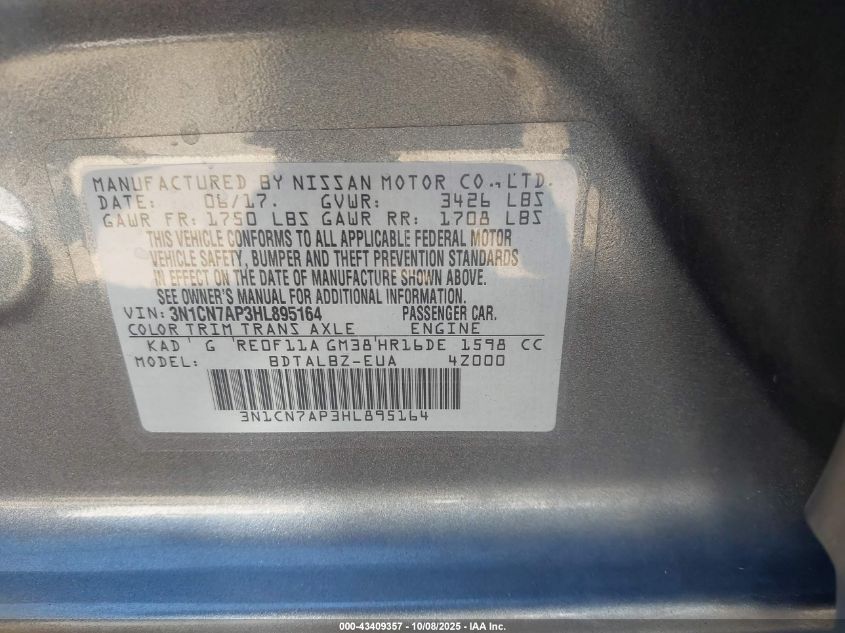 MANUFACTURED BY NISSAN MOTOR CO., LTD.
DATE: 06/17. GVWR: 3426 LBS
GAWR FR: 1750 LBS GAWR RR: 1708 LBS
THIS VEHICLE CONFORMS TO ALL APPLICABLE FEDERAL MOTOR
VEHICLE SAFETY, BUMPER AND THEFT PREVENTION STANDARDS
IN EFFECT ON THE DATE OF MANUFACTURE SHOWN ABOVE.
SEE OWNER'S MANUAL FOR ADDITIONAL INFORMATION.
VIN: 3N1CN7AP3HL895164 PASSENGER CAR.
COLOR TRIM TRANS AXLE ENGINE
KAD G RE0F11A GM38 HR16DE 1598 CC
MODEL: BDTALBZ-EUA 4Z000
3N1CN7AP3HL895164
000-43409357 - 10/08/2025 - IAA Inc.